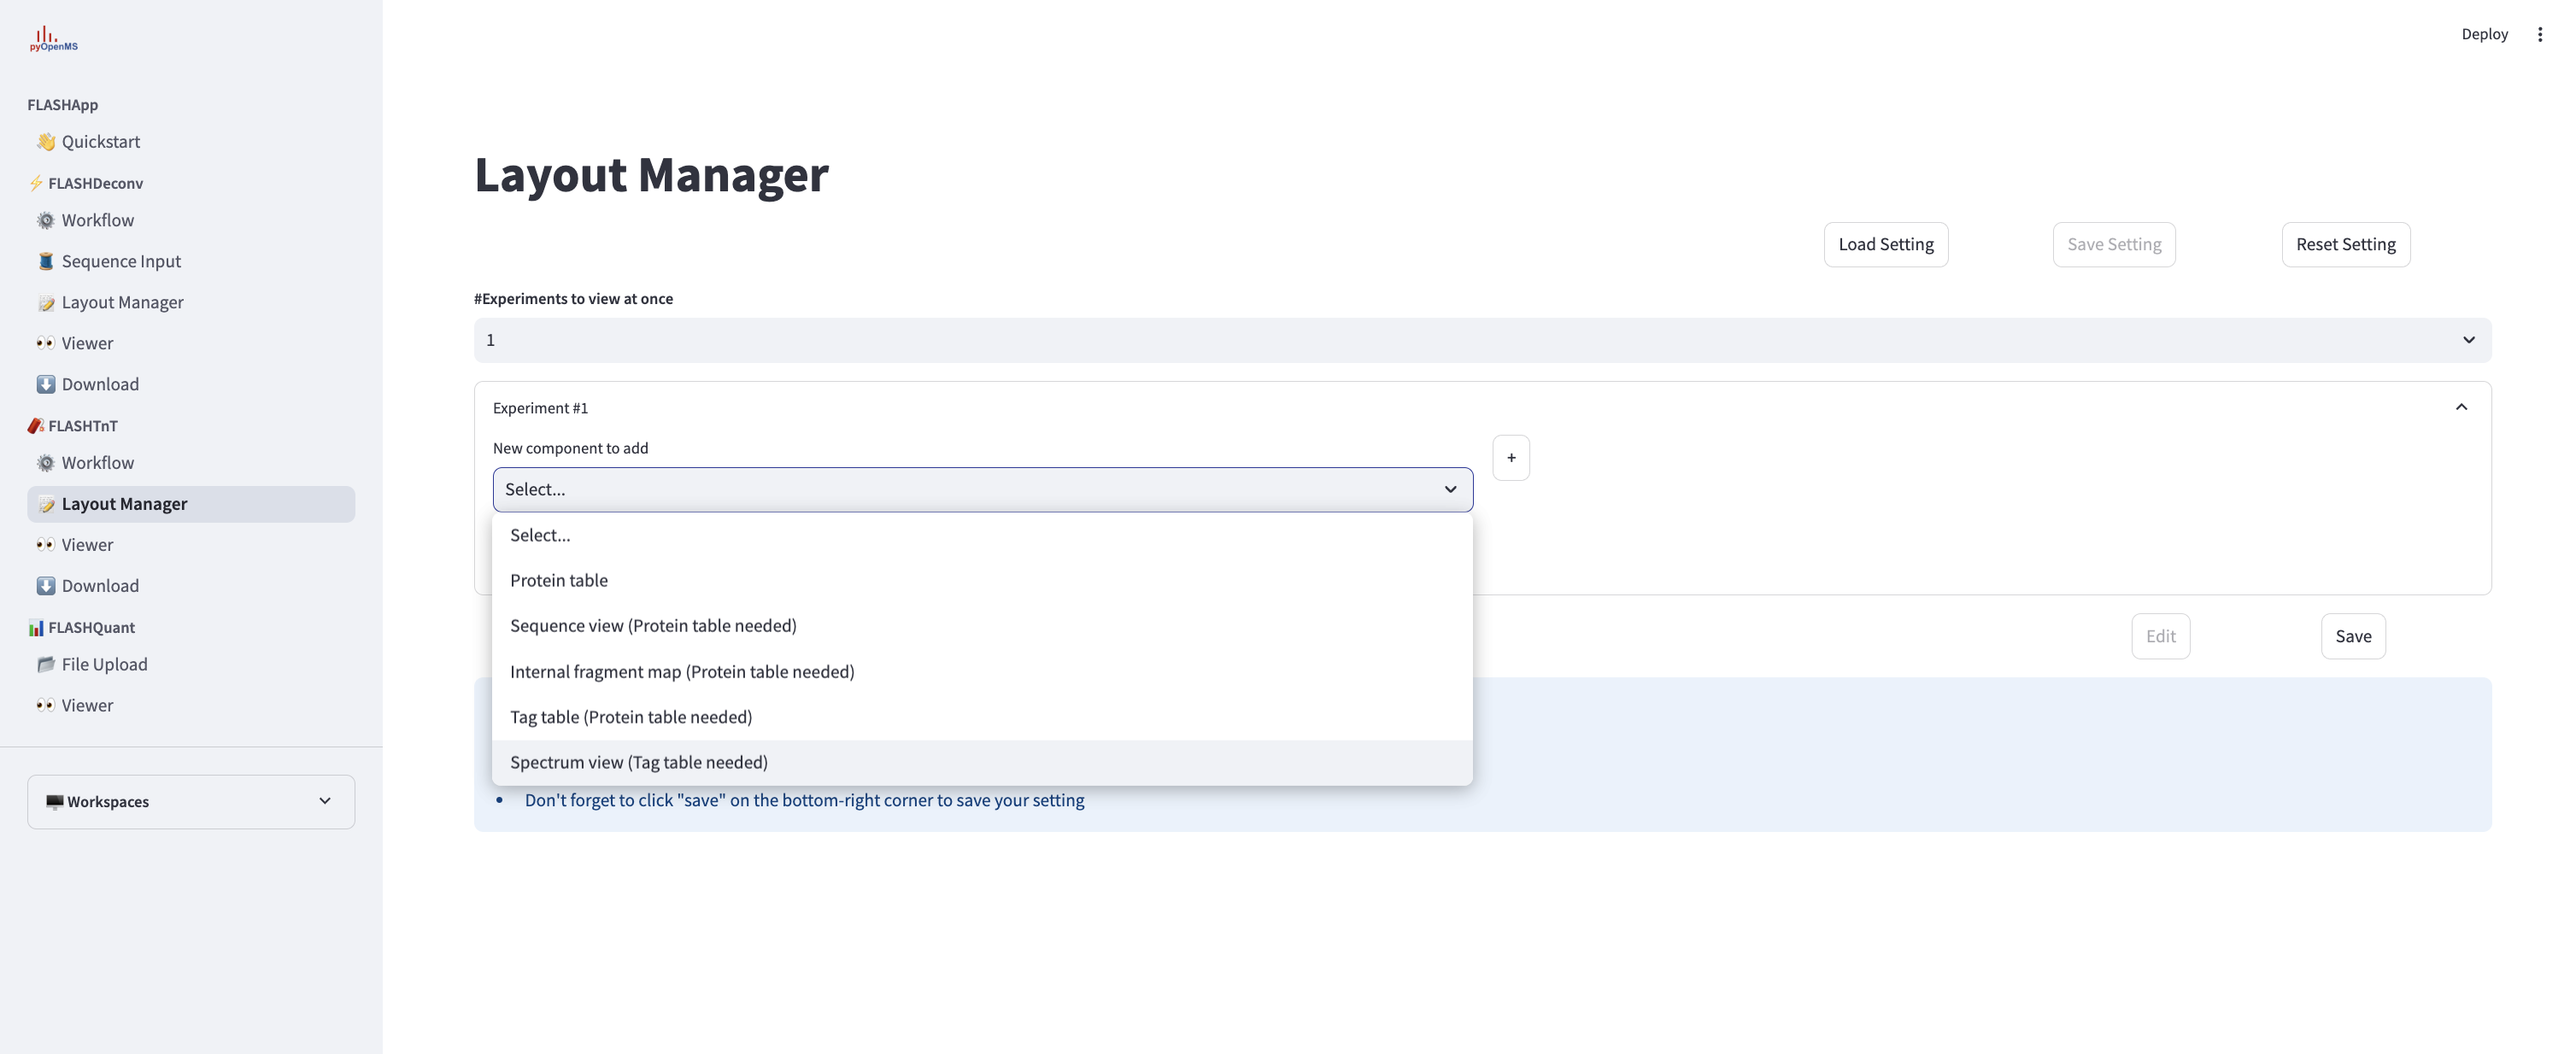 pyOpenMS
Deploy
FLASHApp
Quickstart
FLASHDeconv
Workflow
Sequence Input
Layout Manager
Viewer
Download
FLASHTnT
Workflow
Layout Manager
Viewer
Download
FLASHQuant
File Upload
Viewer
Workspaces
Layout Manager
Load Setting
Save Setting
Reset Setting
#Experiments to view at once
1
Experiment #1
New component to add
+
Select...
Select...
Protein table
Sequence view (Protein table needed)
Internal fragment map (Protein table needed)
Tag table (Protein table needed)
Spectrum view (Tag table needed)
Edit
Save
• Don't forget to click "save" on the bottom-right corner to save your setting